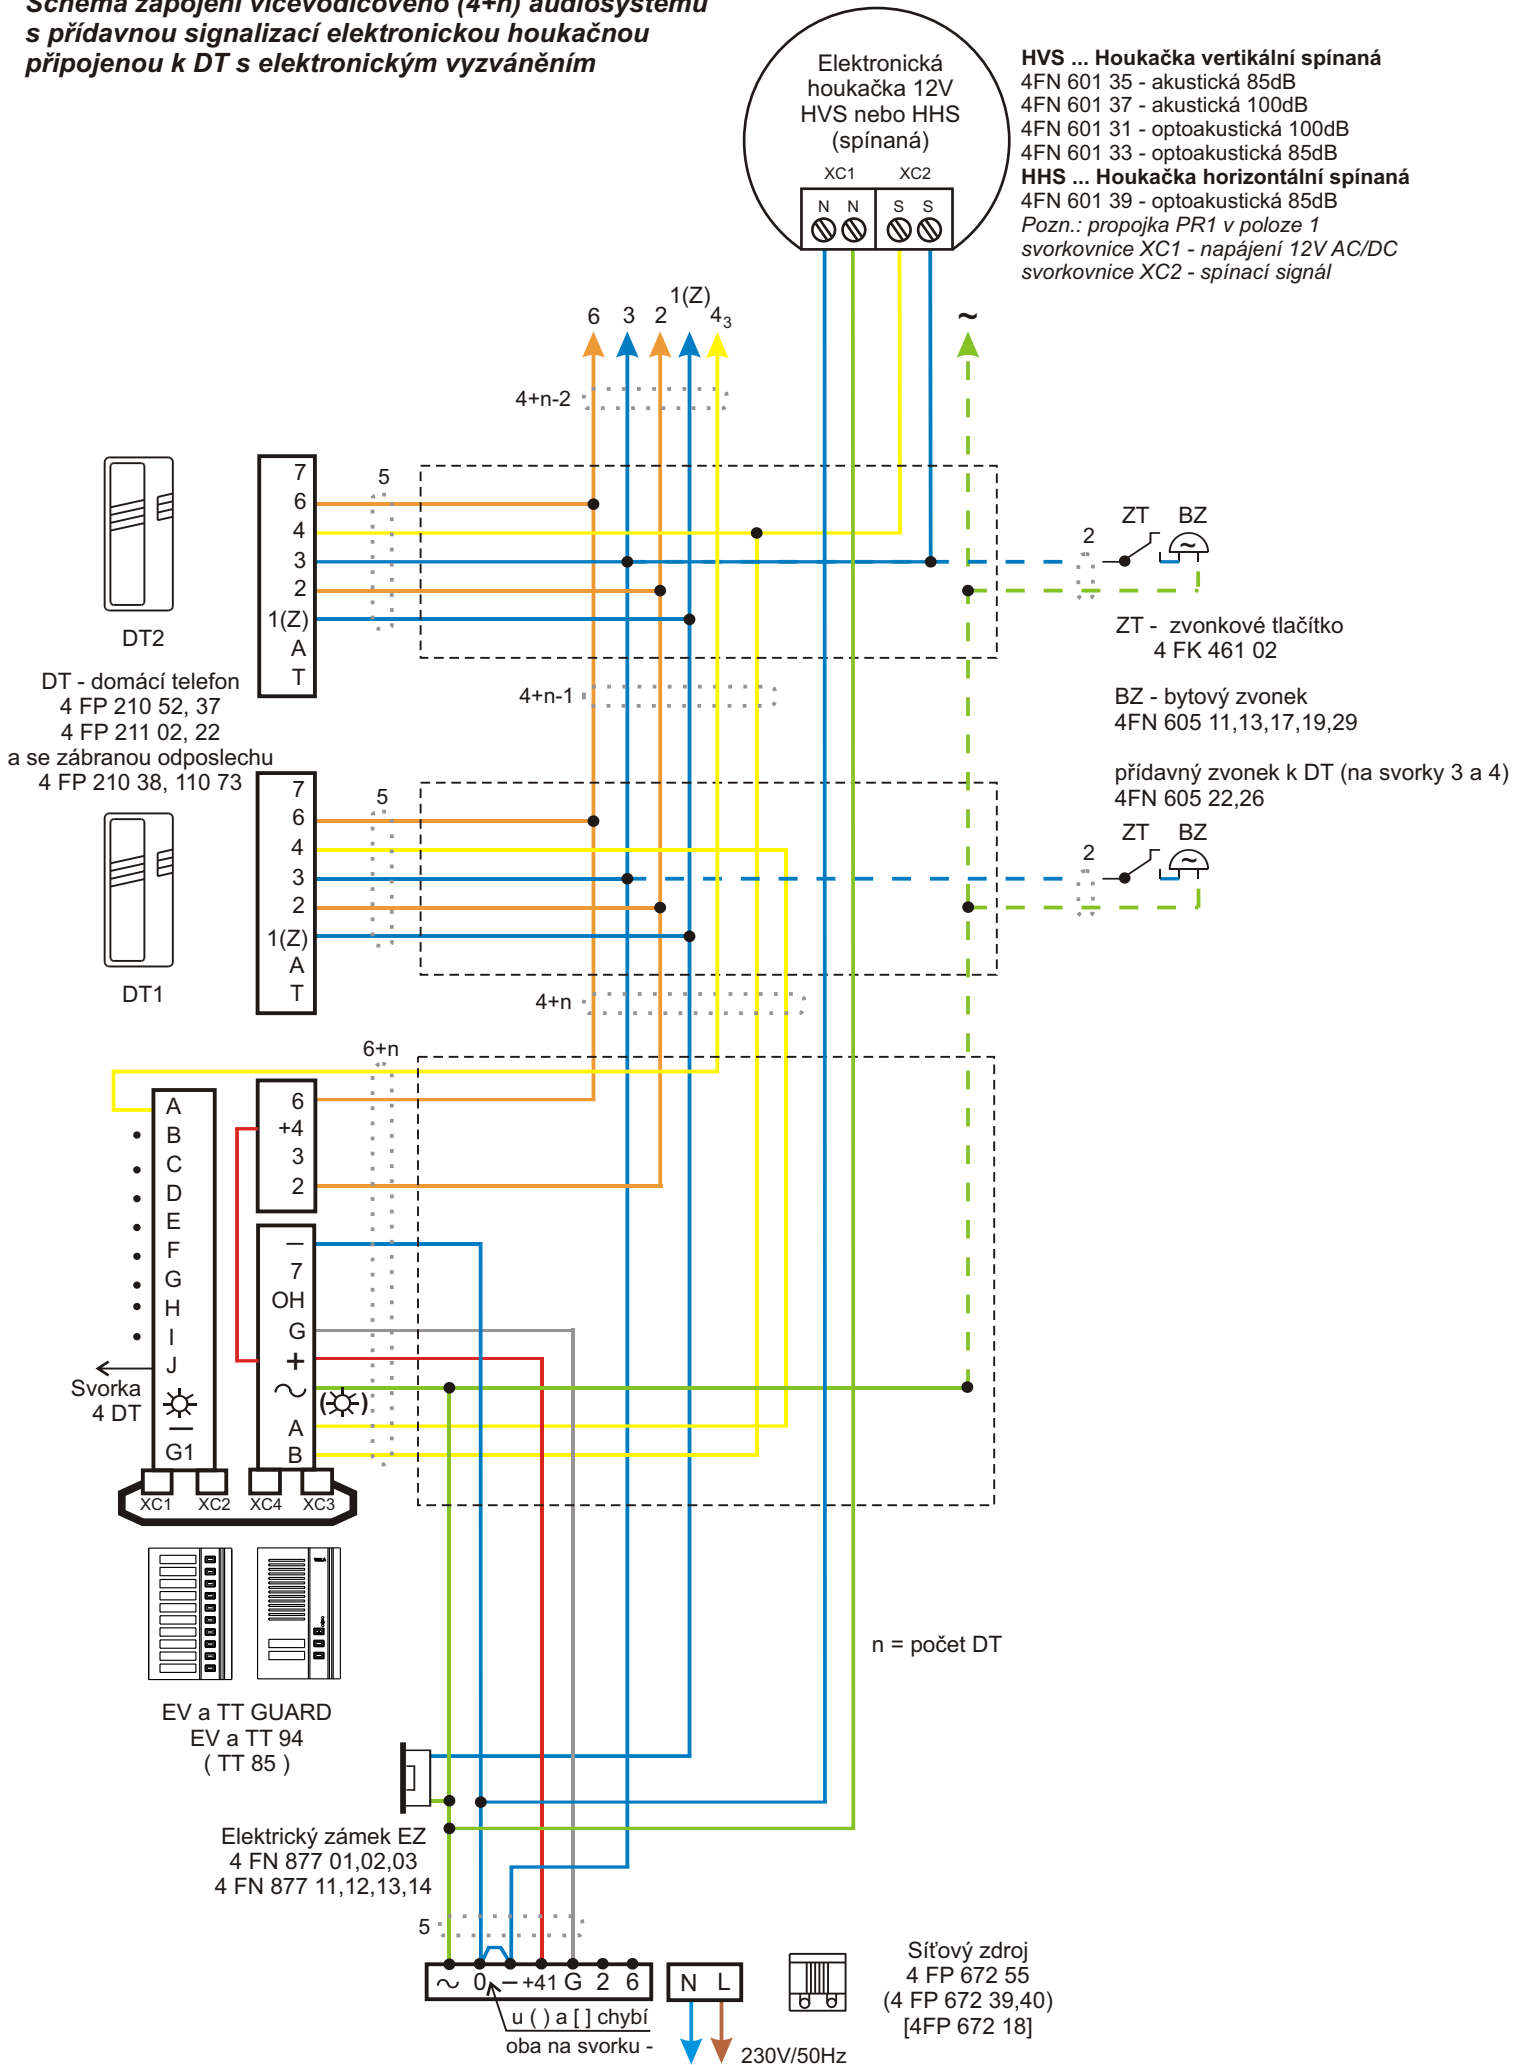 Schéma zapojení vícevodičového (4+n) audiosystému
s přídavnou signalizací elektronickou houkačnou
připojenou k DT s elektronickým vyzváněním
Elektronická
houkačka 12V
HVS nebo HHS
(spínaná)
XC1 XC2
N N S S
HVS ... Houkačka vertikální spínaná
4FN 601 35 - akustická 85dB
4FN 601 37 - akustická 100dB
4FN 601 31 - optoakustická 100dB
4FN 601 33 - optoakustická 85dB
HHS ... Houkačka horizontální spínaná
4FN 601 39 - optoakustická 85dB
Pozn.: propojka PR1 v poloze 1
svorkovnice XC1 - napájení 12V AC/DC
svorkovnice XC2 - spínací signál
6 3 2 1(Z) 4₃ ~
4+n-2
7
6
4
3
2
1(Z)
A
T
5
DT2
2
ZT BZ
~
ZT - zvonkové tlačítko
4 FK 461 02
DT - domácí telefon
4 FP 210 52, 37
4 FP 211 02, 22
a se zábranou odposlechu
4 FP 210 38, 110 73
4+n-1
BZ - bytový zvonek
4FN 605 11,13,17,19,29
přídavný zvonek k DT (na svorky 3 a 4)
4FN 605 22,26
7
6
4
3
2
1(Z)
A
T
5
DT1
2
ZT BZ
~
4+n
6+n
A
B
C
D
E
F
G
H
I
J
—
G1
Svorka
4 DT
6
+4
3
2
—
7
OH
G
+
~
( )
A
B
XC1 XC2 XC4 XC3
EV a TT GUARD
EV a TT 94
( TT 85 )
n = počet DT
Elektrický zámek EZ
4 FN 877 01,02,03
4 FN 877 11,12,13,14
5
~ 0 – +41 G 2 6
N L
u ( ) a [ ] chybí
oba na svorku -
230V/50Hz
Síťový zdroj
4 FP 672 55
(4 FP 672 39,40)
[4FP 672 18]